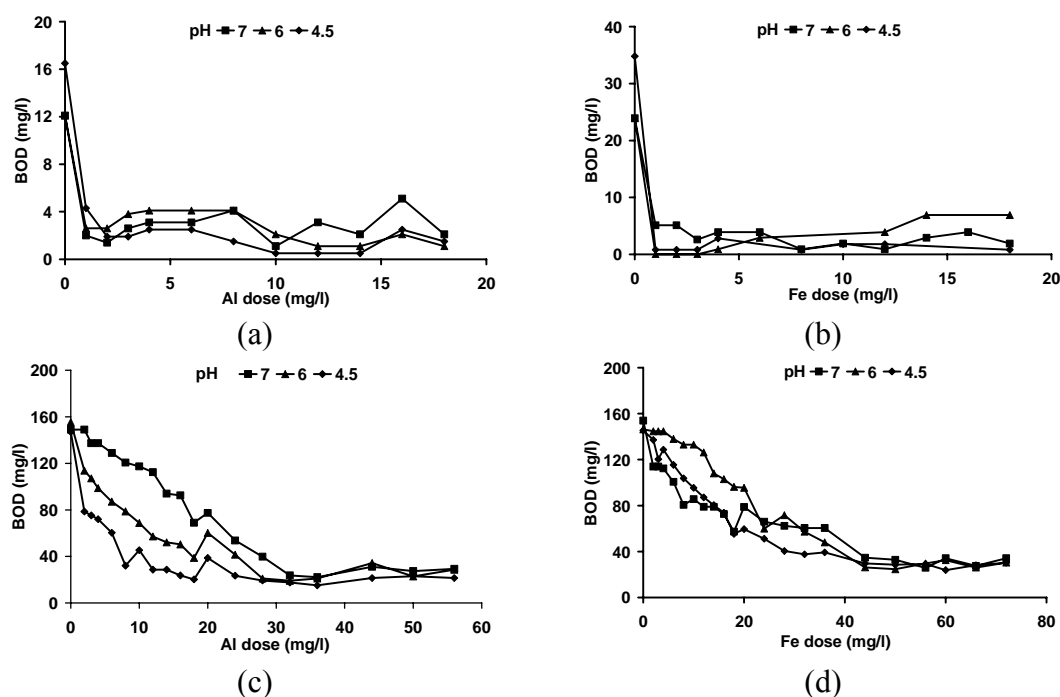 pH 7 6 4.5
20
16
12
8
4
0
BOD (mg/l)
0 5 10 15 20
Al dose (mg/l)
(a)
pH 7 6 4.5
40
30
20
10
0
BOD (mg/l)
0 5 10 15 20
Fe dose (mg/l)
(b)
pH 7 6 4.5
200
160
120
80
40
0
BOD (mg/l)
0 10 20 30 40 50 60
Al dose (mg/l)
(c)
pH 7 6 4.5
200
160
120
80
40
0
BOD (mg/l)
0 20 40 60 80
Fe dose (mg/l)
(d)